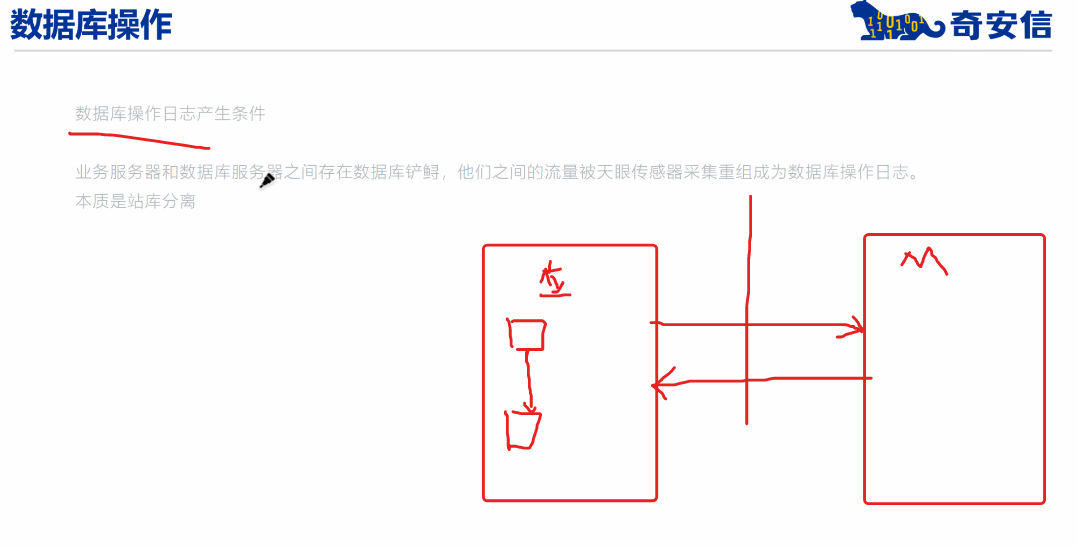 数据库操作
奇安信
数据库操作日志产生条件
业务服务器和数据库服务器之间存在数据库铲鲟，他们之间的流量被天眼传感器采集重组成为数据库操作日志。
本质是站库分离